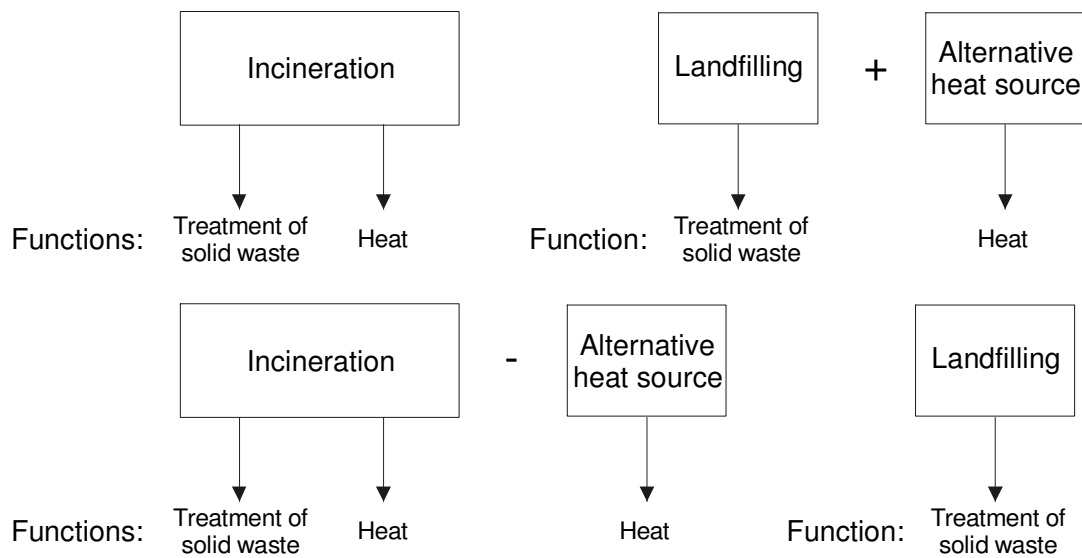 Incineration
Landfilling
+
Alternative
heat source
Functions:
Treatment of
solid waste
Heat
Function:
Treatment of
solid waste
Heat
Incineration
-
Alternative
heat source
Landfilling
Functions:
Treatment of
solid waste
Heat
Heat
Function:
Treatment of
solid waste